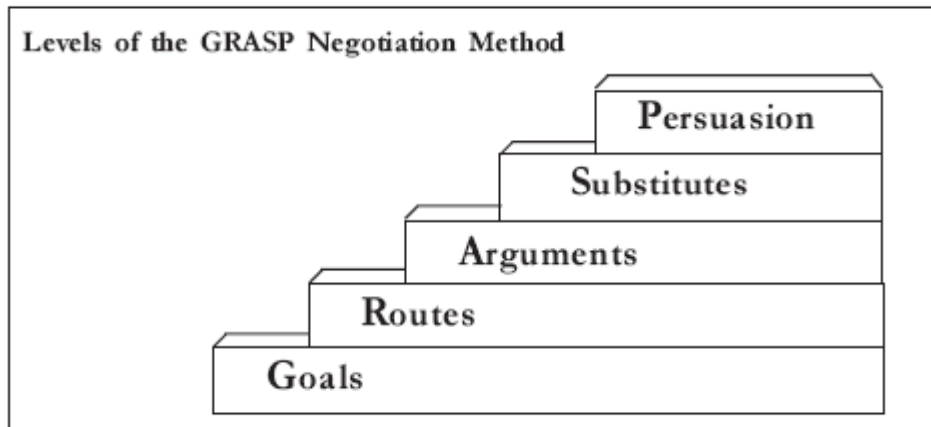 Levels of the GRASP Negotiation Method
Persuasion
Substitutes
Arguments
Routes
Goals